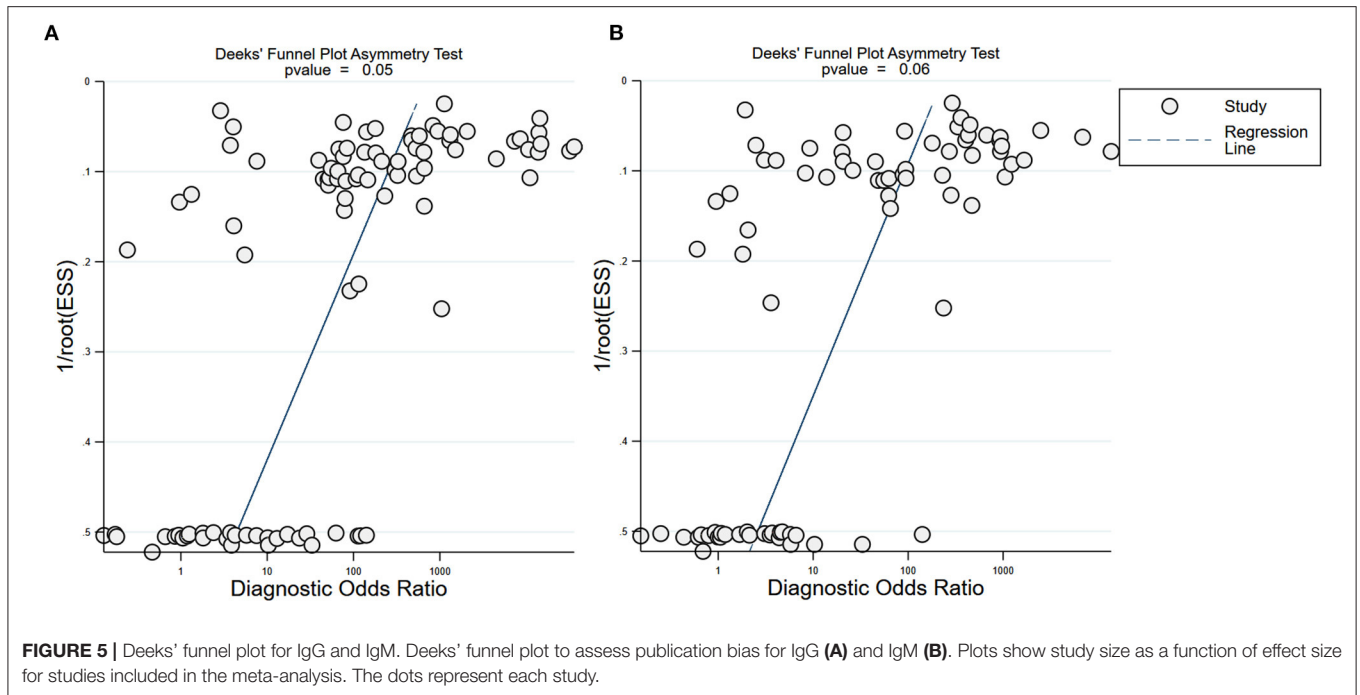 A
Deeks' Funnel Plot Asymmetry Test
pvalue = 0.05
0
.1
.2
.3
.4
.5
1/root(ESS)
1
10
100
1000
Diagnostic Odds Ratio
B
Deeks' Funnel Plot Asymmetry Test
pvalue = 0.06
0
.1
.2
.3
.4
.5
1/root(ESS)
1
10
100
1000
Diagnostic Odds Ratio
Study
Regression
Line
FIGURE 5 | Deeks' funnel plot for IgG and IgM. Deeks' funnel plot to assess publication bias for IgG (A) and IgM (B). Plots show study size as a function of effect size
for studies included in the meta-analysis. The dots represent each study.